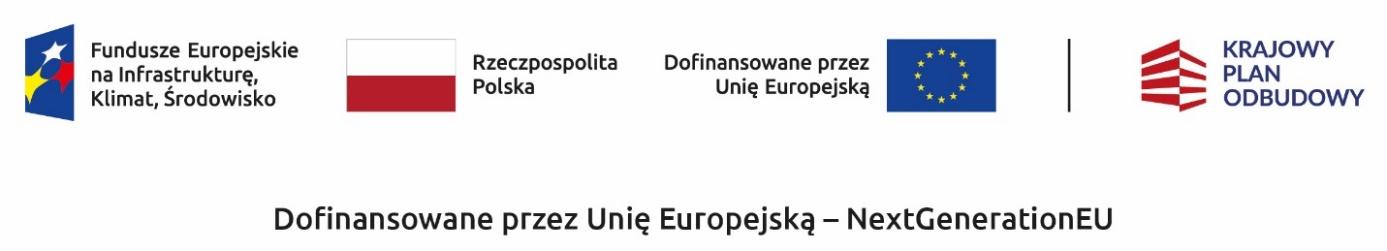 Fundusze Europejskie
na Infrastrukturę,
Klimat, Środowisko
Rzeczpospolita
Polska
Dofinansowane przez
Unię Europejską
KRAJOWY
PLAN
ODBUDOWY
Dofinansowane przez Unię Europejską – NextGenerationEU